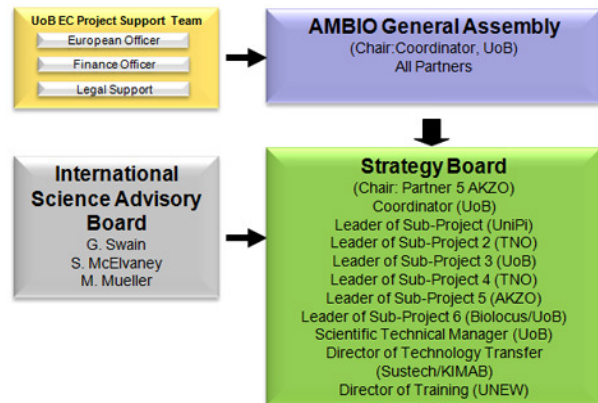 UoB EC Project Support Team
European Officer
Finance Officer
Legal Support
AMBIO General Assembly
(Chair:Coordinator, UoB)
All Partners
International
Science Advisory
Board
G. Swain
S. McElvaney
M. Mueller
Strategy Board
(Chair: Partner 5 AKZO)
Coordinator (UoB)
Leader of Sub-Project (UniPi)
Leader of Sub-Project 2 (TNO)
Leader of Sub-Project 3 (UoB)
Leader of Sub-Project 4 (TNO)
Leader of Sub-Project 5 (AKZO)
Leader of Sub-Project 6 (Biolocus/UoB)
Scientific Technical Manager (UoB)
Director of Technology Transfer
(Sustech/KIMAB)
Director of Training (UNEW)